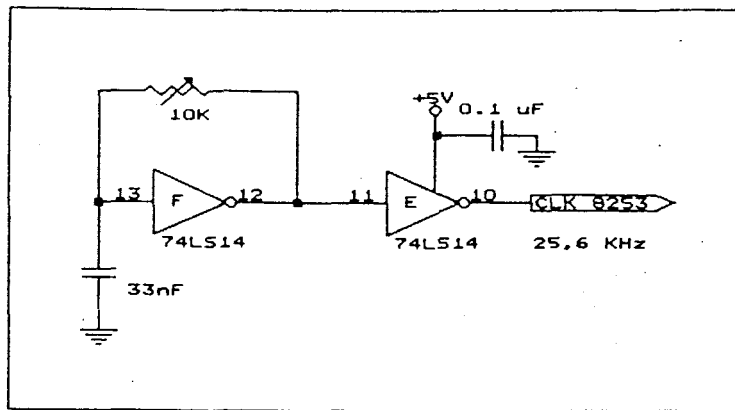 +5V
0.1 uF
10K
13
F
12
11
E
10
CLK 8253
74LS14
74LS14
25.6 KHz
33nF